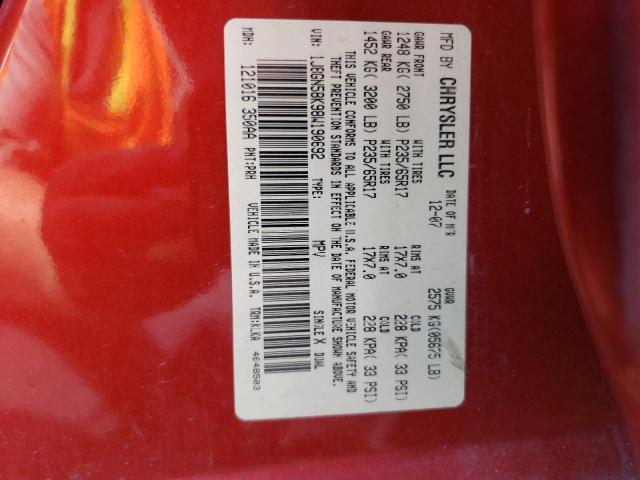 MFD BY CHRYSLER LLC DATE OF MFR 12-07 GVWR 2575 KG(05675 LB)
GAWR FRONT WITH TIRES RIMS AT COLD
1248 KG( 2750 LB) P235/65R17 17X7.0 228 KPA( 33 PSI)
GAWR REAR WITH TIRES RIMS AT COLD
1452 KG( 3200 LB) P235/65R17 17X7.0 228 KPA( 33 PSI)
THIS VEHICLE CONFORMS TO ALL APPLICABLE U.S.A. FEDERAL MOTOR VEHICLE SAFETY AND
THEFT PREVENTION STANDARDS IN EFFECT ON THE DATE OF MANUFACTURE SHOWN ABOVE.
VIN: 1J8GN58K98W190692 TYPE: MPV SINGLE X DUAL
MDH: 121016 350AA PNT:PRH VEHICLE MADE IN U.S.A. TRM:KLKA 4648503